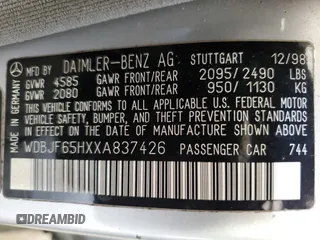 MADE IN GERMANY
MFD BY DAIMLER-BENZ AG STUTTGART 12/98
GVWR 4585 GAWR FRONT/REAR 2095/2490 LBS
GVWR 2080 GAWR FRONT/REAR 950/1130 KG
THIS VEHICLE CONFORMS TO ALL APPLICABLE U.S. FEDERAL MOTOR
VEHICLE SAFETY, BUMPER, AND THEFT PREVENTION STANDARDS IN
EFFECT ON THE DATE OF MANUFACTURE SHOWN ABOVE.
WDBJF65HXXA837426 PASSENGER CAR 744
WREBID